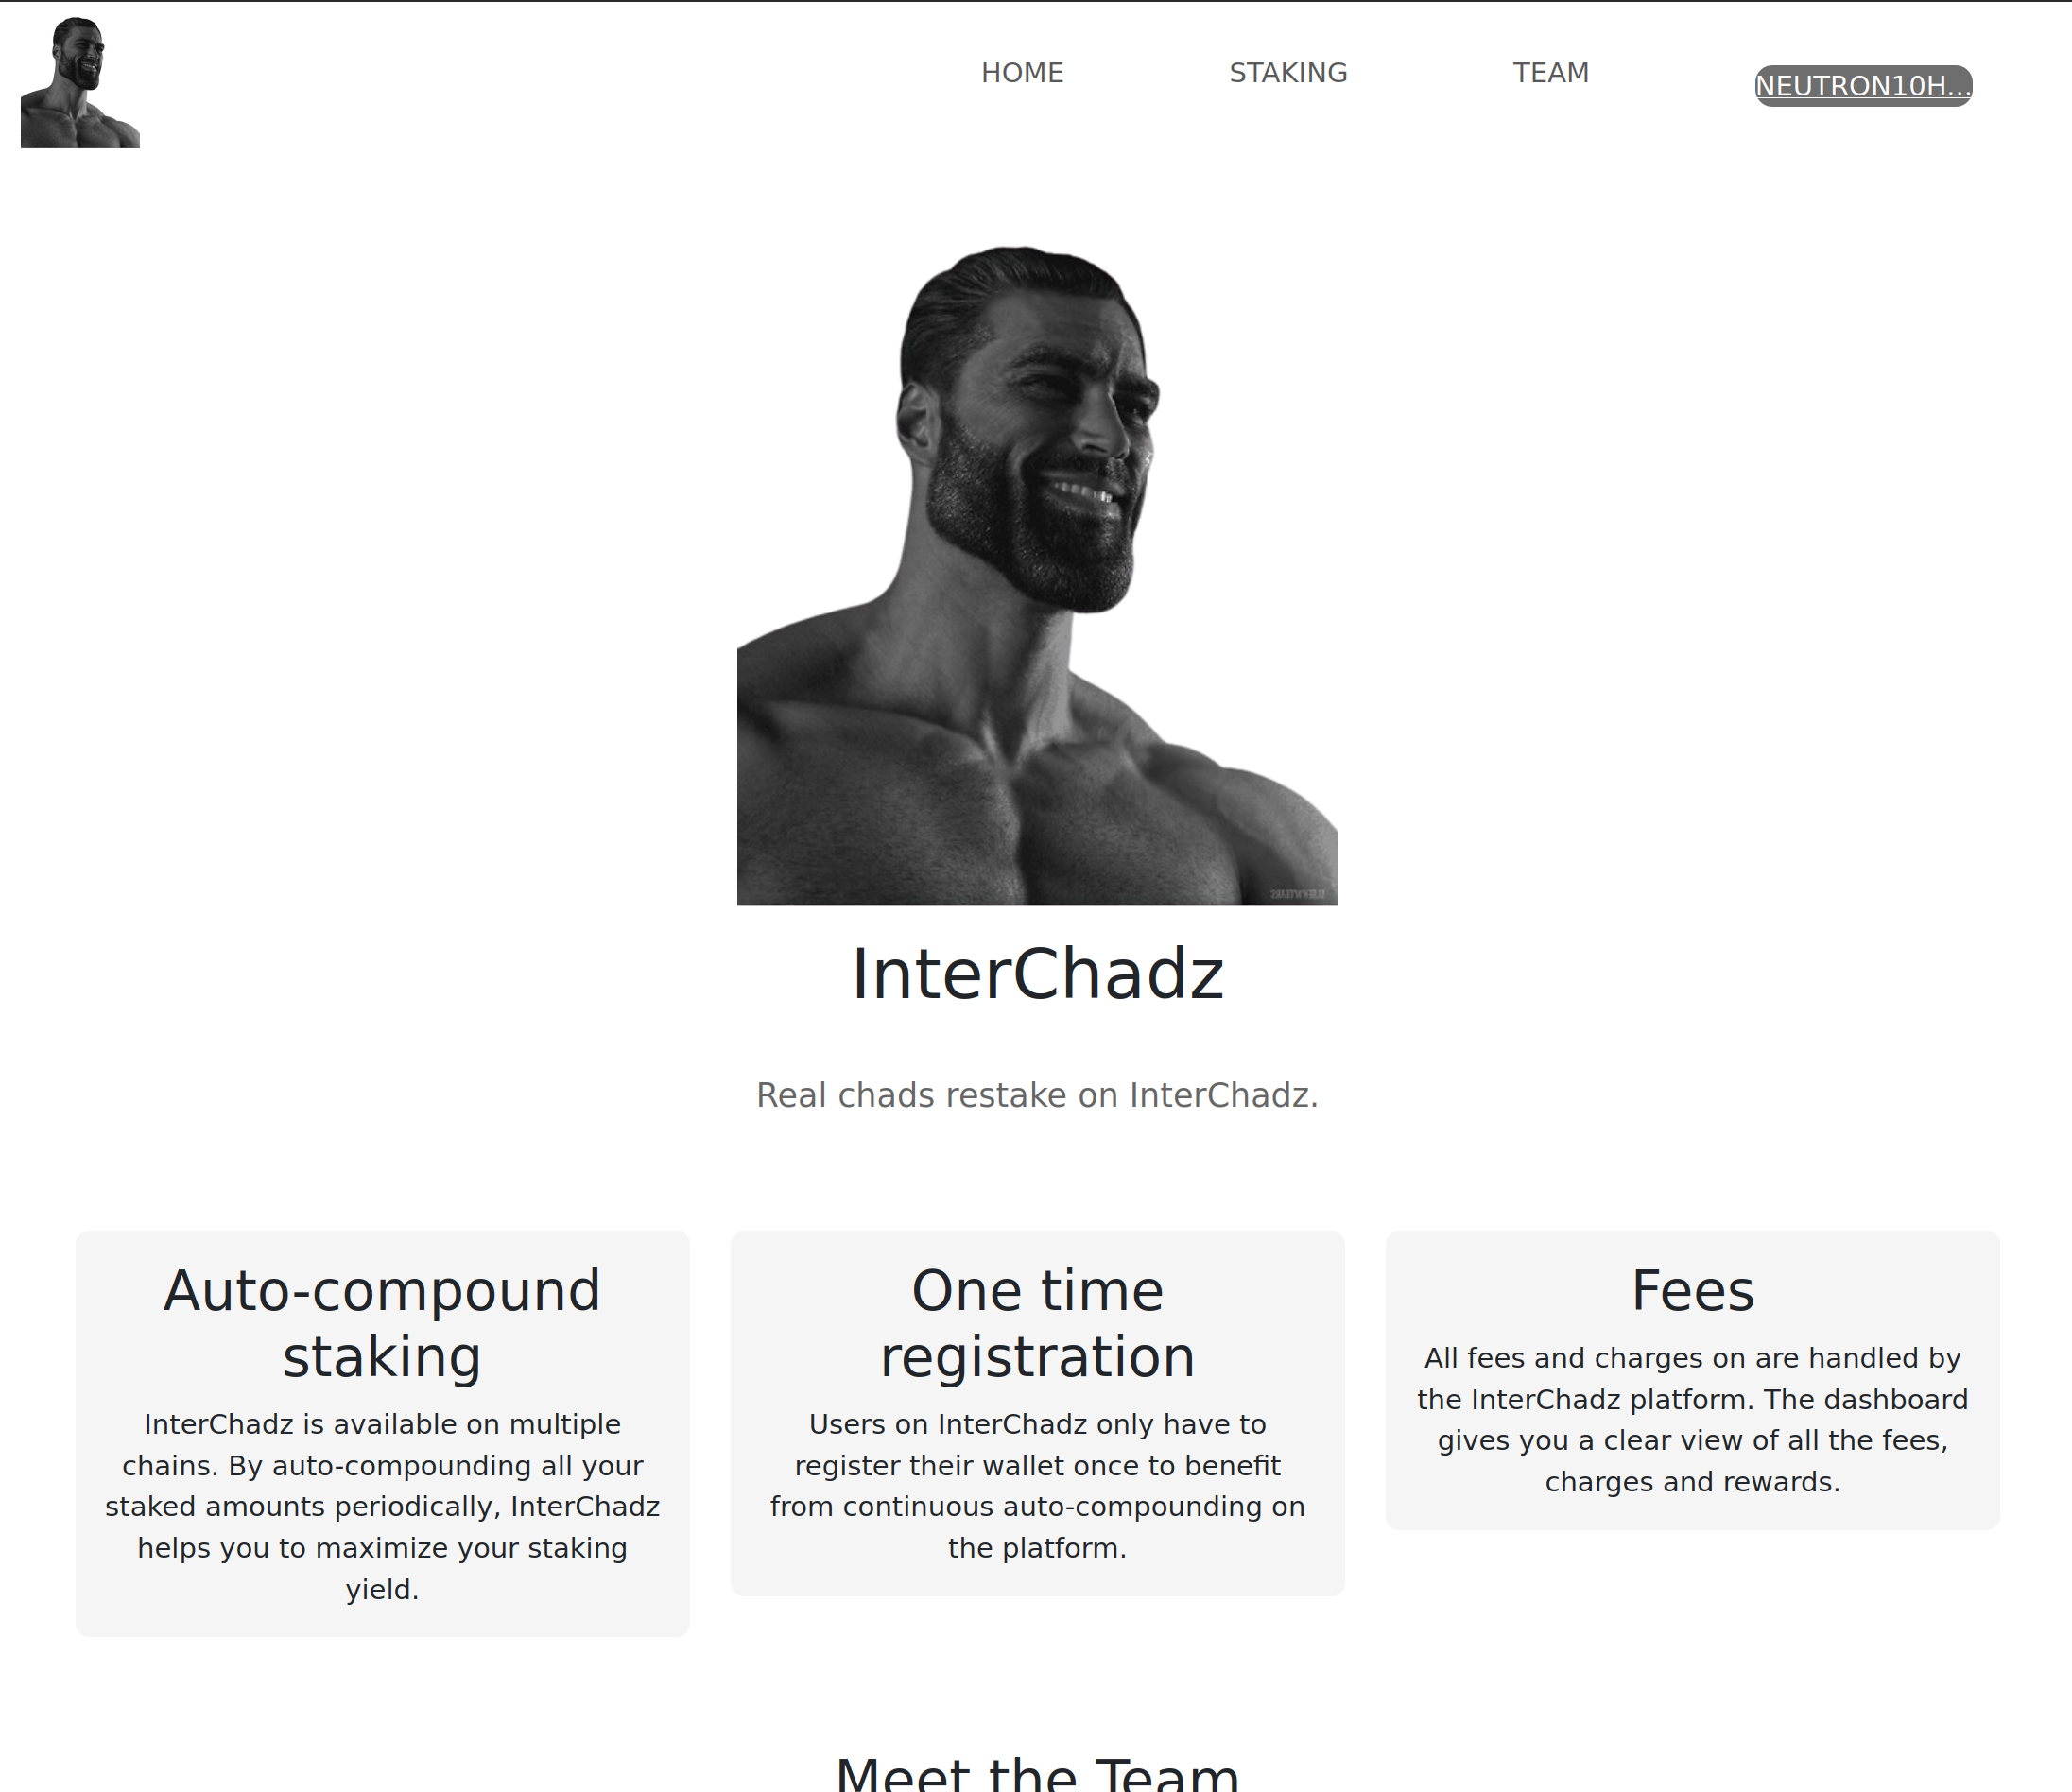 HOME
STAKING
TEAM
NEUTRON10H...
InterChadz
Real chads restake on InterChadz.
Auto-compound
staking
InterChadz is available on multiple
chains. By auto-compounding all your
staked amounts periodically, InterChadz
helps you to maximize your staking
yield.
One time
registration
Users on InterChadz only have to
register their wallet once to benefit
from continuous auto-compounding on
the platform.
Fees
All fees and charges on are handled by
the InterChadz platform. The dashboard
gives you a clear view of all the fees,
charges and rewards.
Meet the Team